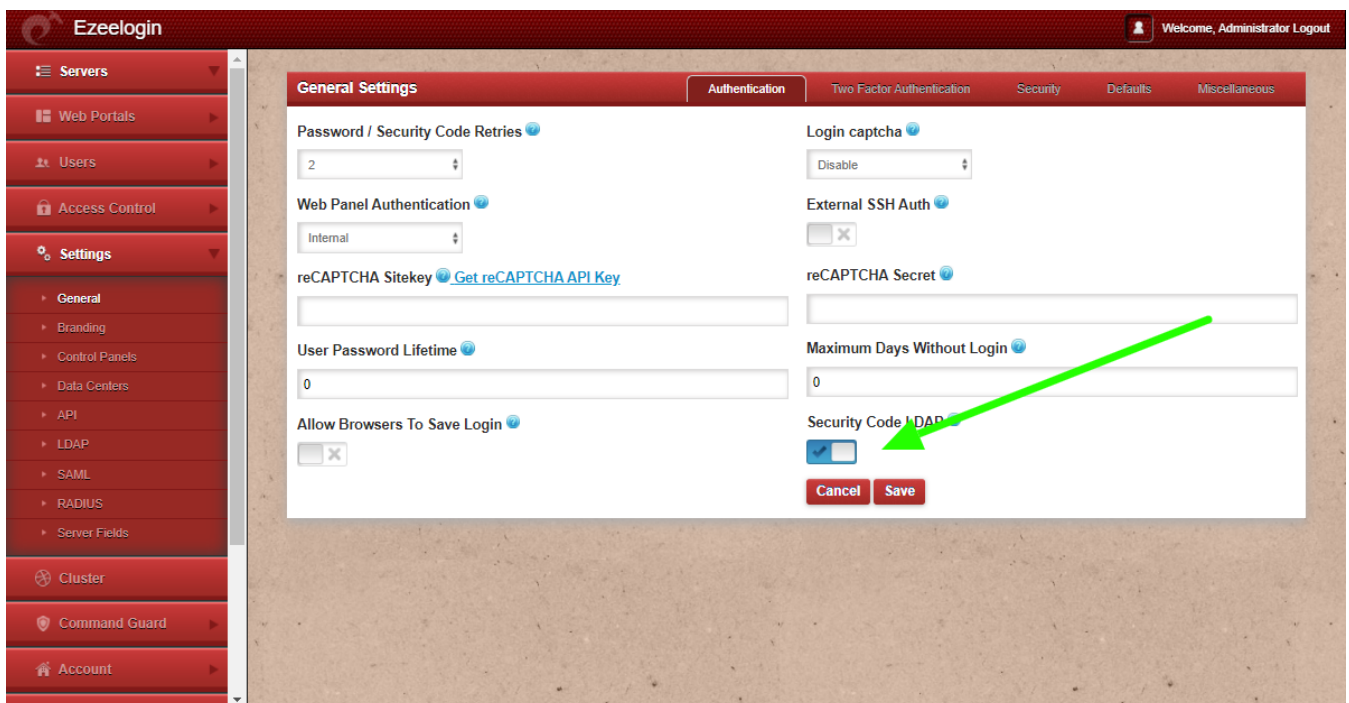 Ezeelogin
Welcome, Administrator Logout
Servers
Web Portals
Users
Access Control
Settings
General
Branding
Control Panels
Data Centers
API
LDAP
SAML
RADIUS
Server Fields
Cluster
Command Guard
Account
General Settings
Authentication
Two Factor Authentication
Security
Defaults
Miscellaneous
Password / Security Code Retries
2
Login captcha
Disable
Web Panel Authentication
Internal
External SSH Auth
reCAPTCHA Sitekey Get reCAPTCHA API Key
reCAPTCHA Secret
User Password Lifetime
0
Maximum Days Without Login
0
Allow Browsers To Save Login
Security Code LDAP
Cancel
Save